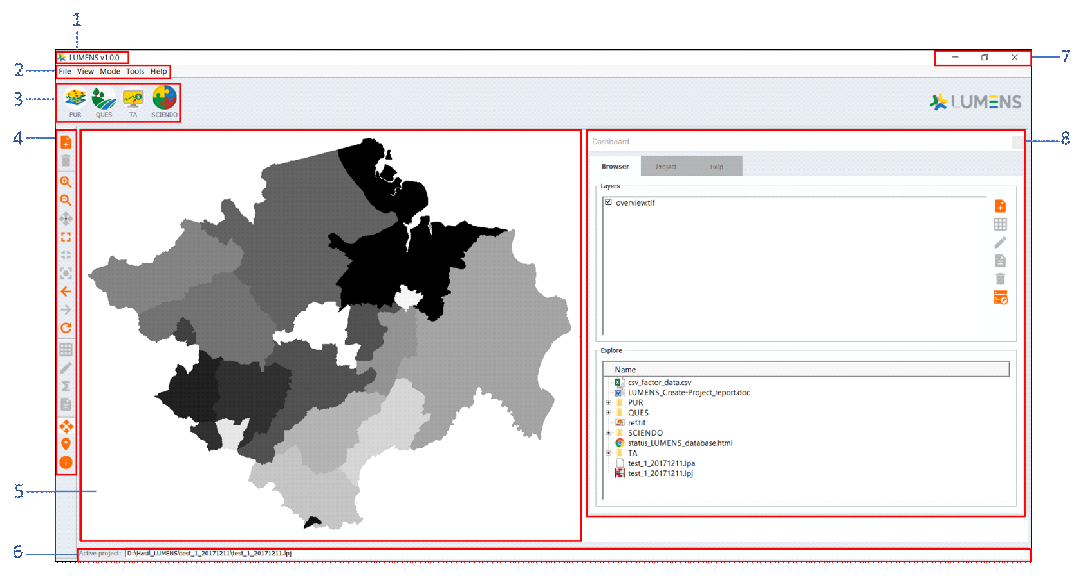 1
LUMENS v1.0.0
7
2
File View Mode Tools Help
3
PUR QUES TA SCIENDO
LUMENS
4
8
Dashboard
Browser Project Help
Layers
overview.tif
Explore
Name
csv_factor_data.csv
LUMENS_Create-Project_report.doc
PUR
QUES
ref.tif
SCIENDO
status_LUMENS_database.html
TA
test_1_20171211.lpa
test_1_20171211.lpj
5
6
Active project: D:\Hasil_LUMENS\test_1_20171211\test_1_20171211.lpj